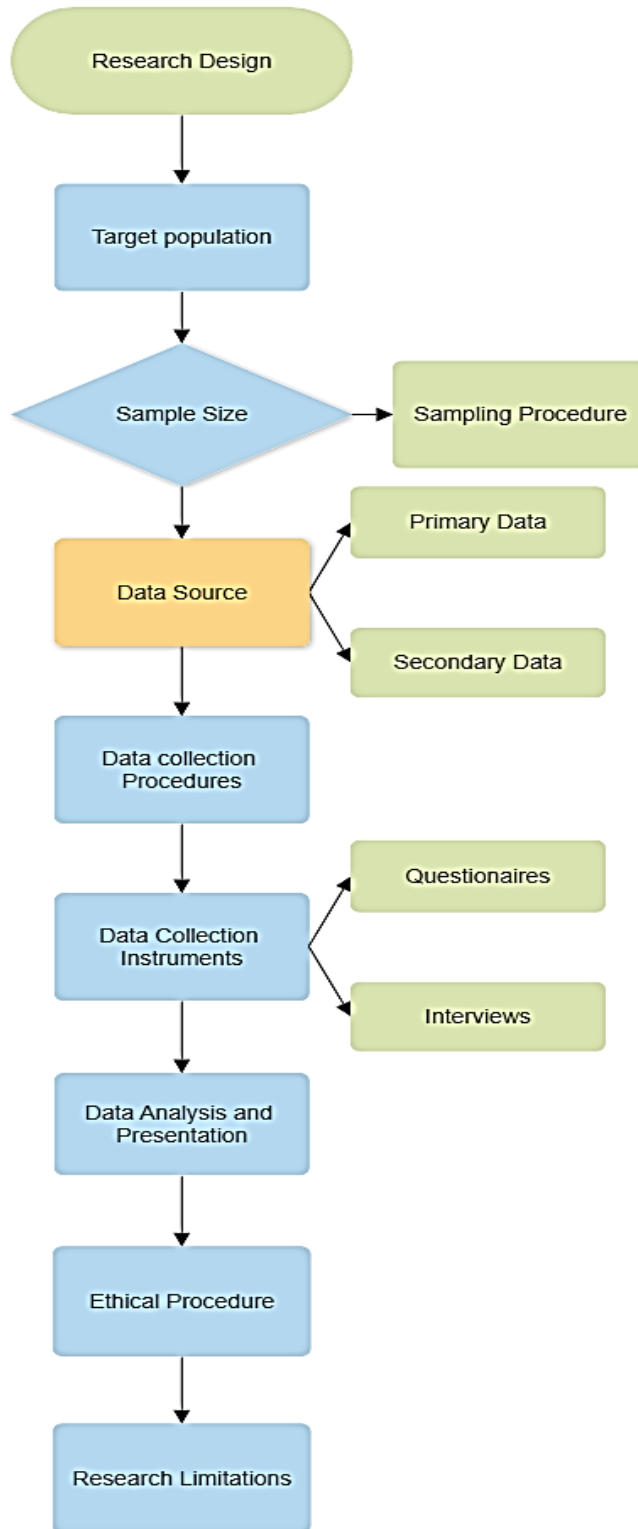 Research Design
Target population
Sample Size
Sampling Procedure
Primary Data
Data Source
Secondary Data
Data collection
Procedures
Questionaires
Data Collection
Instruments
Interviews
Data Analysis and
Presentation
Ethical Procedure
Research Limitations